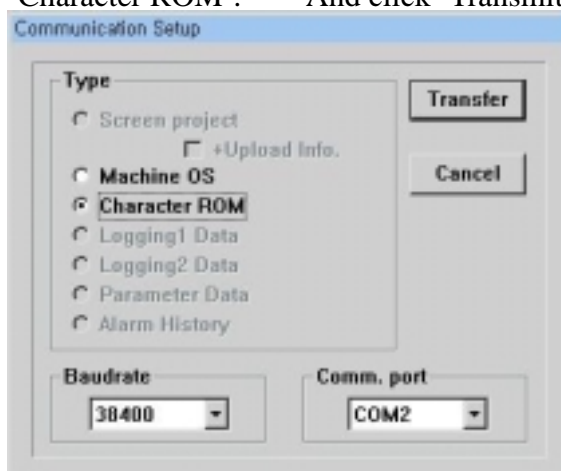 "Character ROM". And click "Transmit
Communication Setup
Type
Screen project
+Upload Info.
Machine OS
Character ROM
Logging1 Data
Logging2 Data
Parameter Data
Alarm History
Transfer
Cancel
Baudrate
38400
Comm. port
COM2